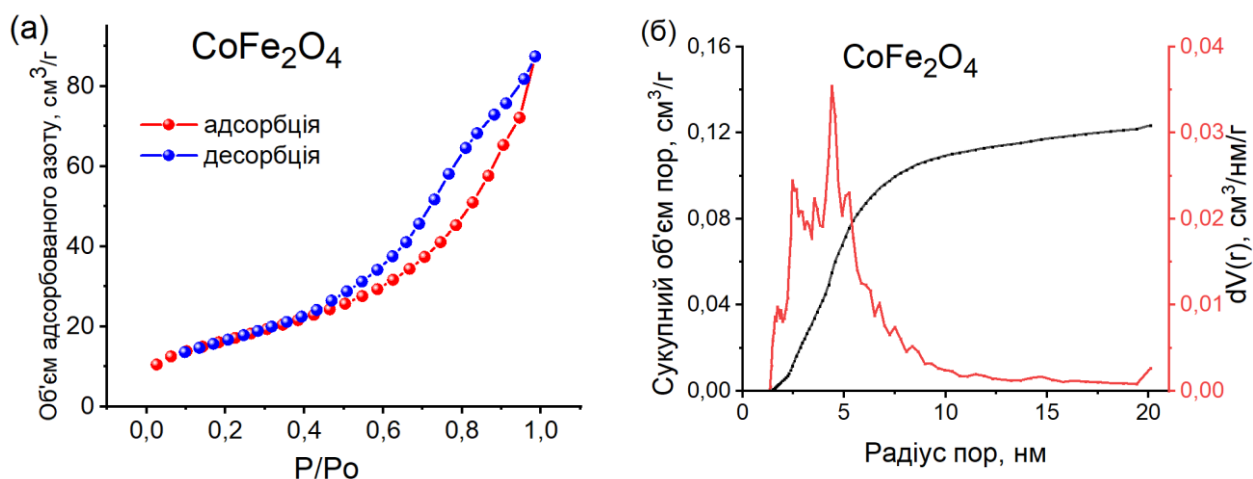 (а)
CoFe₂O₄
адсорбція
десорбція
Об'єм адсорбованого азоту, см³/г
80
60
40
20
0
0,0 0,2 0,4 0,6 0,8 1,0
P/Po
(б)
CoFe₂O₄
Сукупний об'єм пор, см³/г
0,16
0,12
0,08
0,04
0,00
0 5 10 15 20
Радіус пор, нм
0,04
0,03
0,02
0,01
0,00
dV(r), см³/нм/г